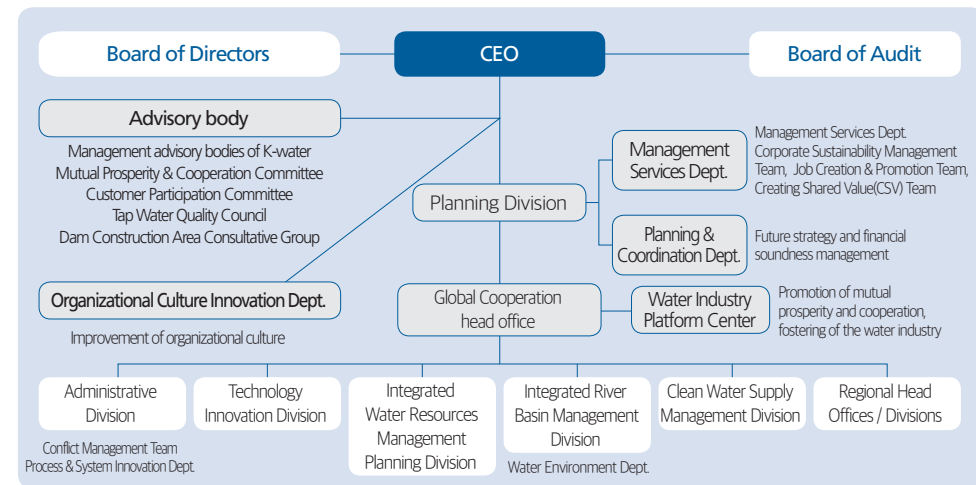 Board of Directors
CEO
Board of Audit
Advisory body
Management advisory bodies of K-water
Mutual Prosperity & Cooperation Committee
Customer Participation Committee
Tap Water Quality Council
Dam Construction Area Consultative Group
Management
Services Dept.
Management Services Dept.
Corporate Sustainability Management
Team, Job Creation & Promotion Team,
Creating Shared Value(CSV) Team
Planning Division
Planning &
Coordination Dept.
Future strategy and financial
soundness management
Organizational Culture Innovation Dept.
Improvement of organizational culture
Global Cooperation
head office
Water Industry
Platform Center
Promotion of mutual
prosperity and cooperation,
fostering of the water industry
Administrative
Division
Conflict Management Team
Process & System Innovation Dept.
Technology
Innovation Division
Integrated
Water Resources
Management
Planning Division
Integrated River
Basin Management
Division
Water Environment Dept.
Clean Water Supply
Management Division
Regional Head
Offices / Divisions